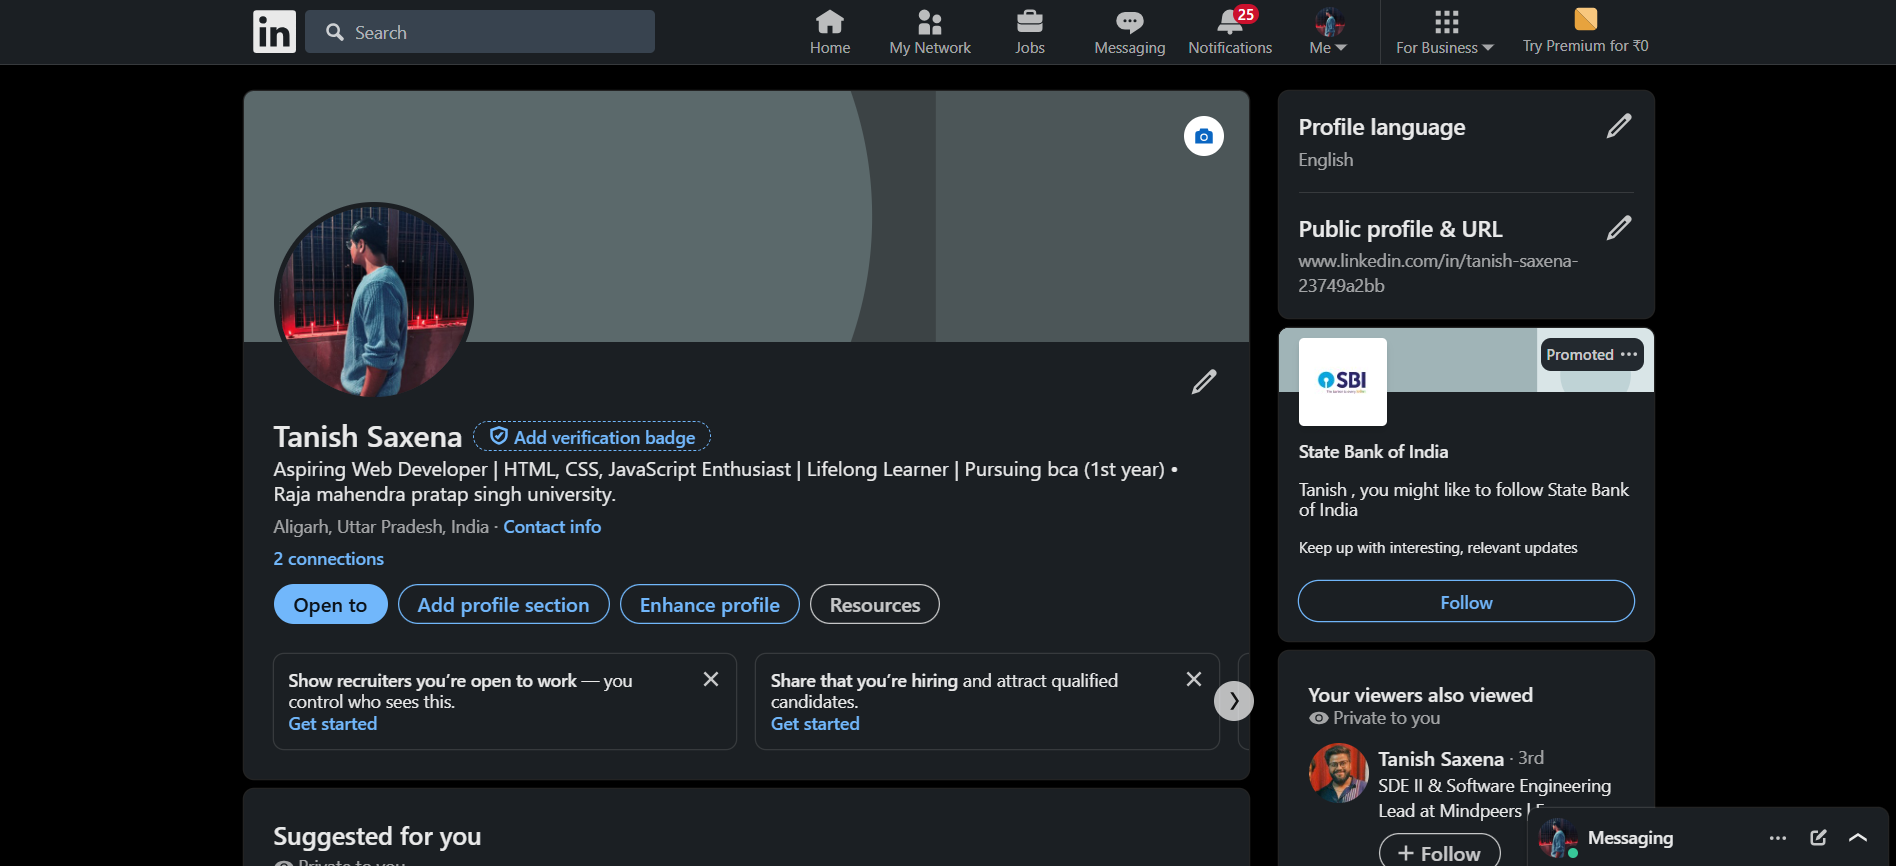 in
Search
Home
My Network
Jobs
Messaging
25
Notifications
Me
For Business
Try Premium for ₹0
Tanish Saxena
Add verification badge
Aspiring Web Developer | HTML, CSS, JavaScript Enthusiast | Lifelong Learner | Pursuing bca (1st year) •
Raja mahendra pratap singh university.
Aligarh, Uttar Pradesh, India · Contact info
2 connections
Open to
Add profile section
Enhance profile
Resources
Show recruiters you’re open to work — you
control who sees this.
Get started
Share that you’re hiring and attract qualified
candidates.
Get started
Suggested for you
Private to you
Profile language
English
Public profile & URL
www.linkedin.com/in/tanish-saxena-
23749a2bb
Promoted
SBI
State Bank of India
Tanish , you might like to follow State Bank
of India
Keep up with interesting, relevant updates
Follow
Your viewers also viewed
Private to you
Tanish Saxena · 3rd
SDE II & Software Engineering
Lead at Mindpeers |
+ Follow
Messaging